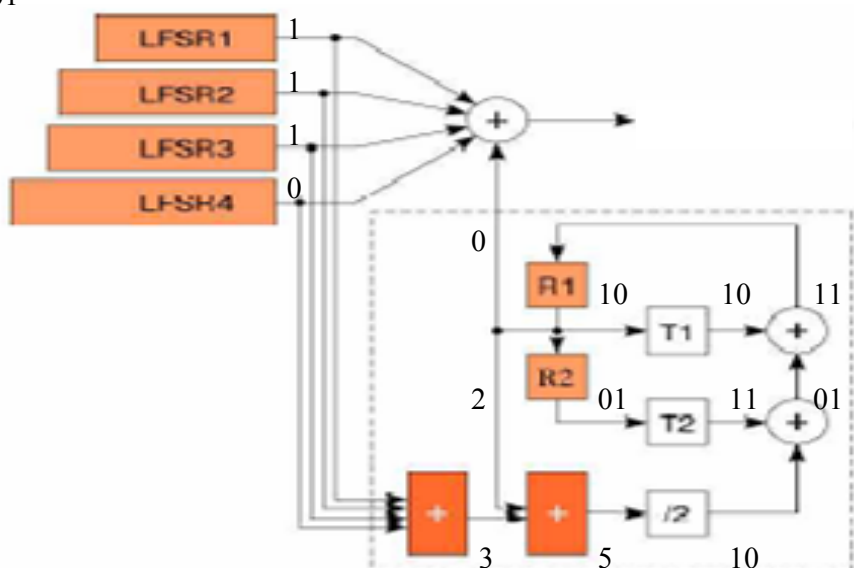 LFSR1 1
LFSR2 1
LFSR3 1
LFSR4 0
+
0
R1 10 T1 10 + 11
R2 01 T2 11 + 01
2
+ 3 + 5 /2 10